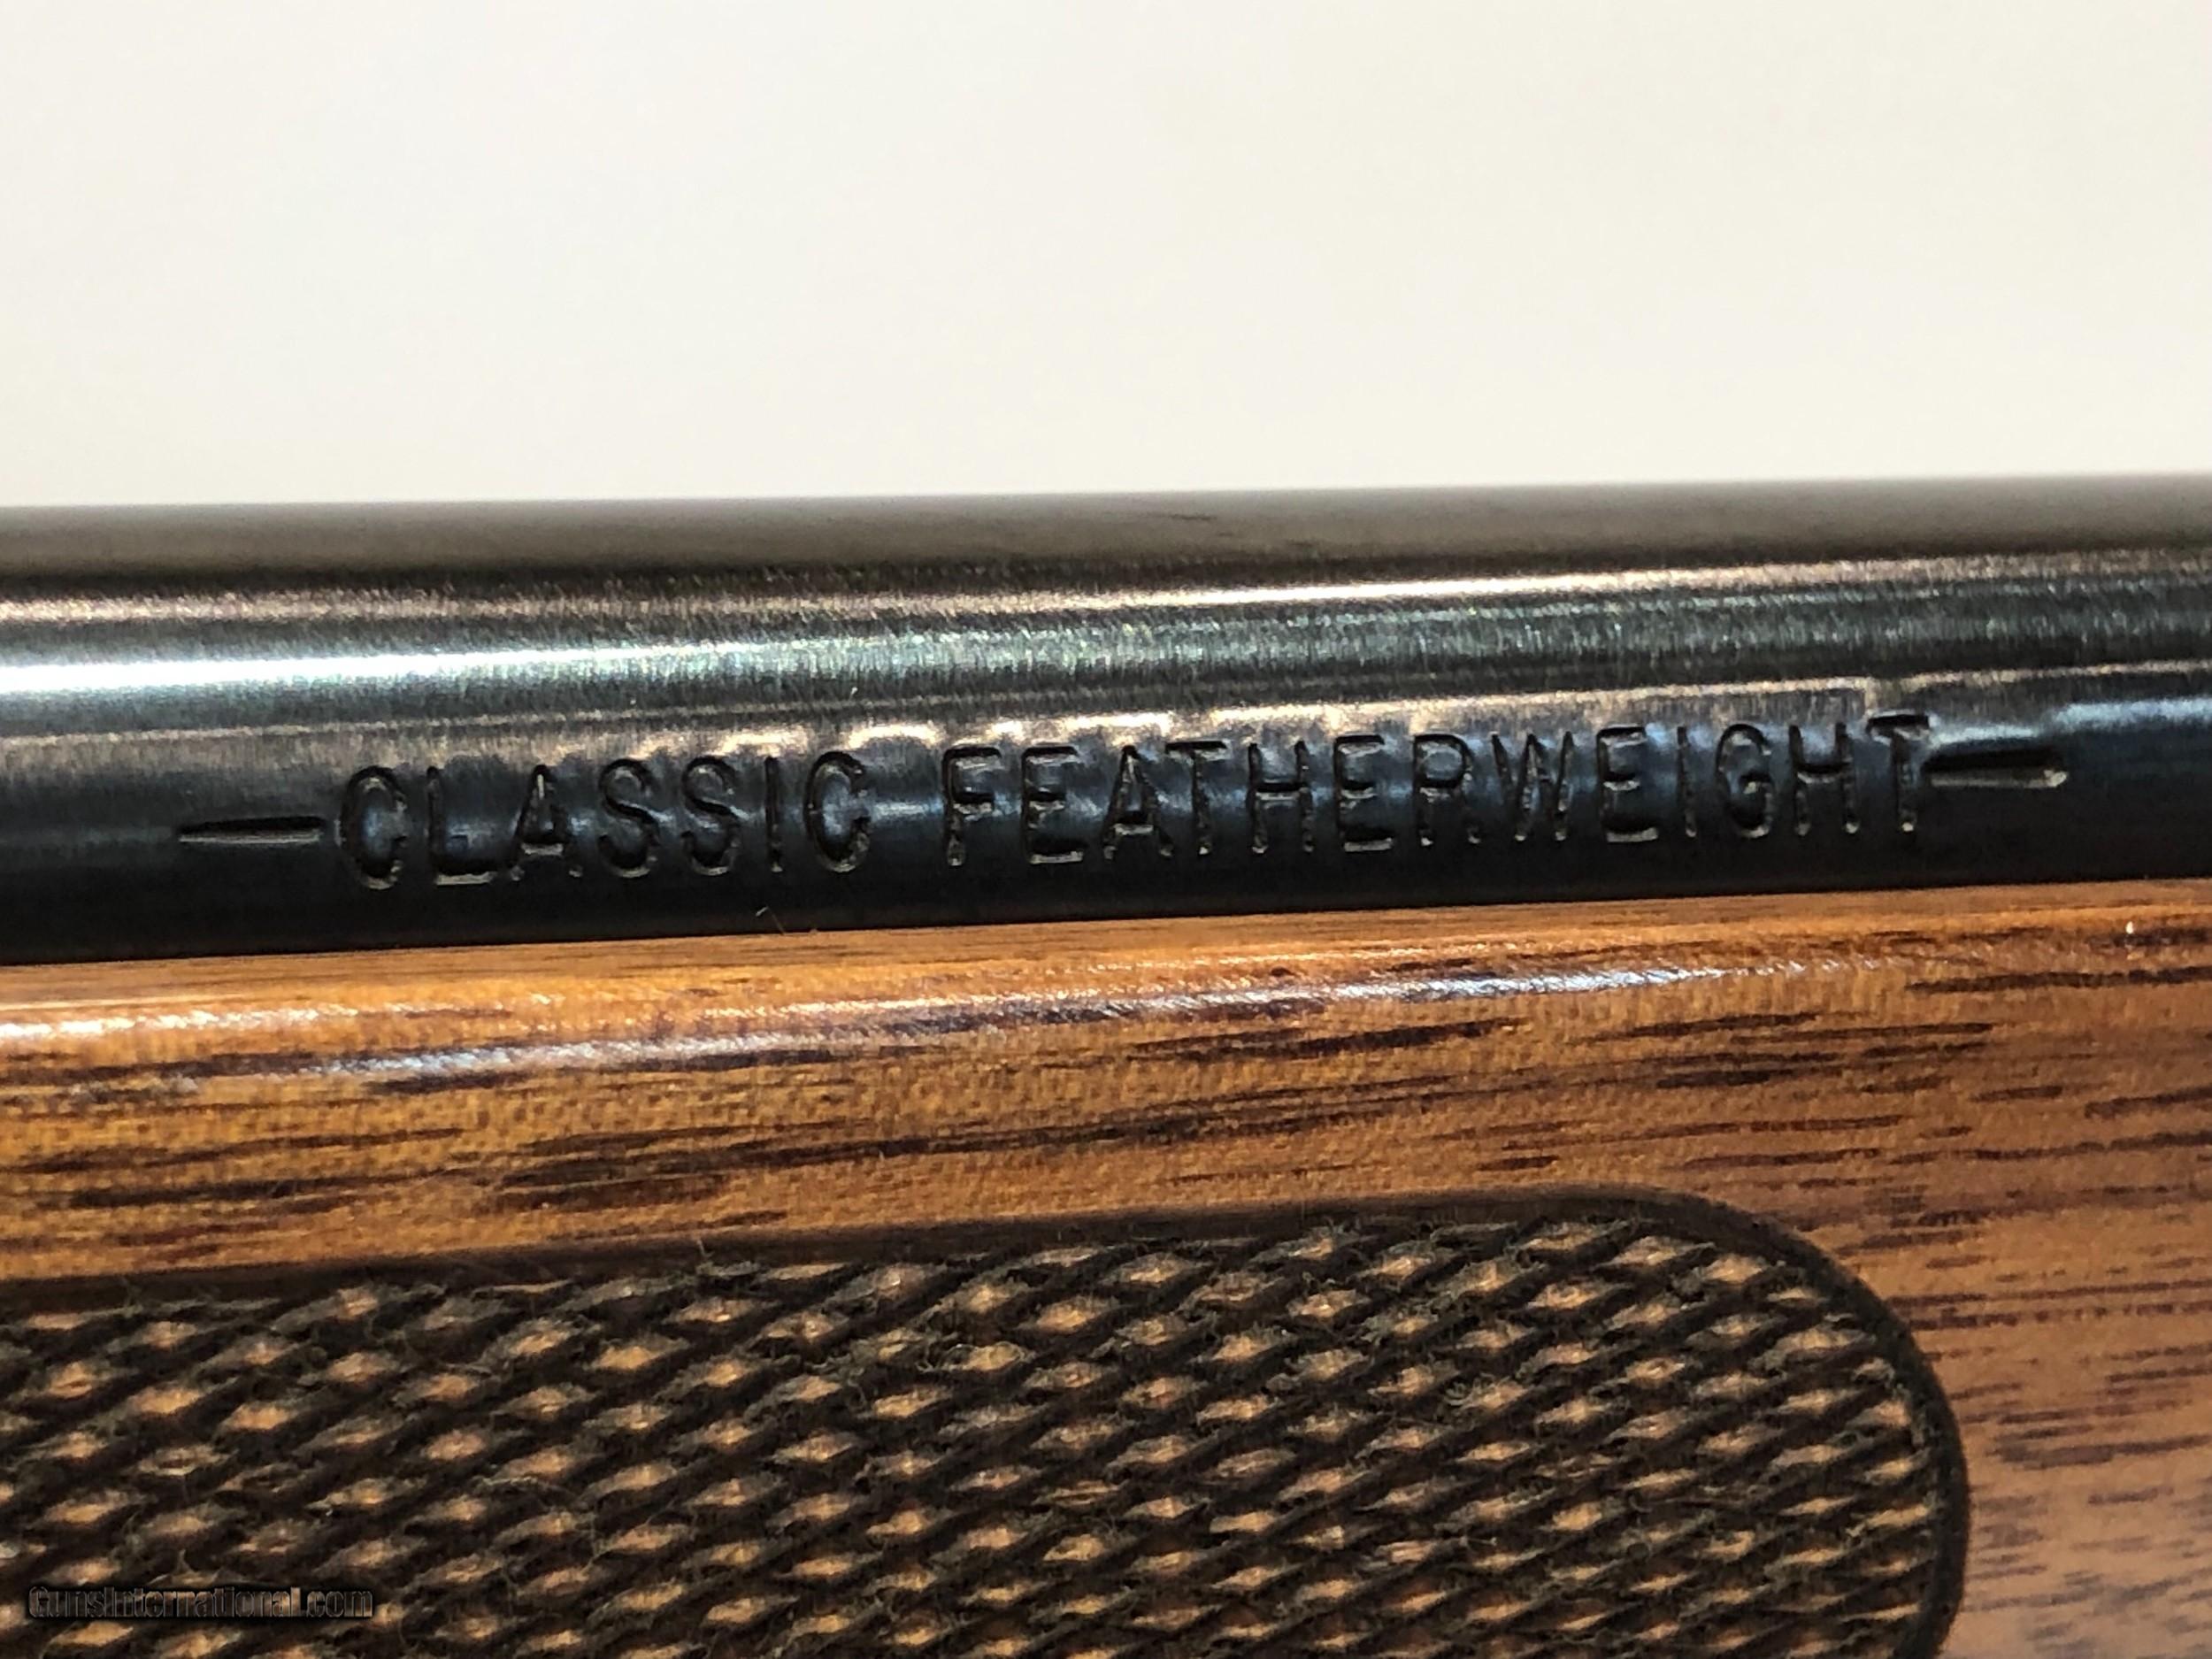 —CLASSIC FEATHERWEIGHT—
GunsInternational.com